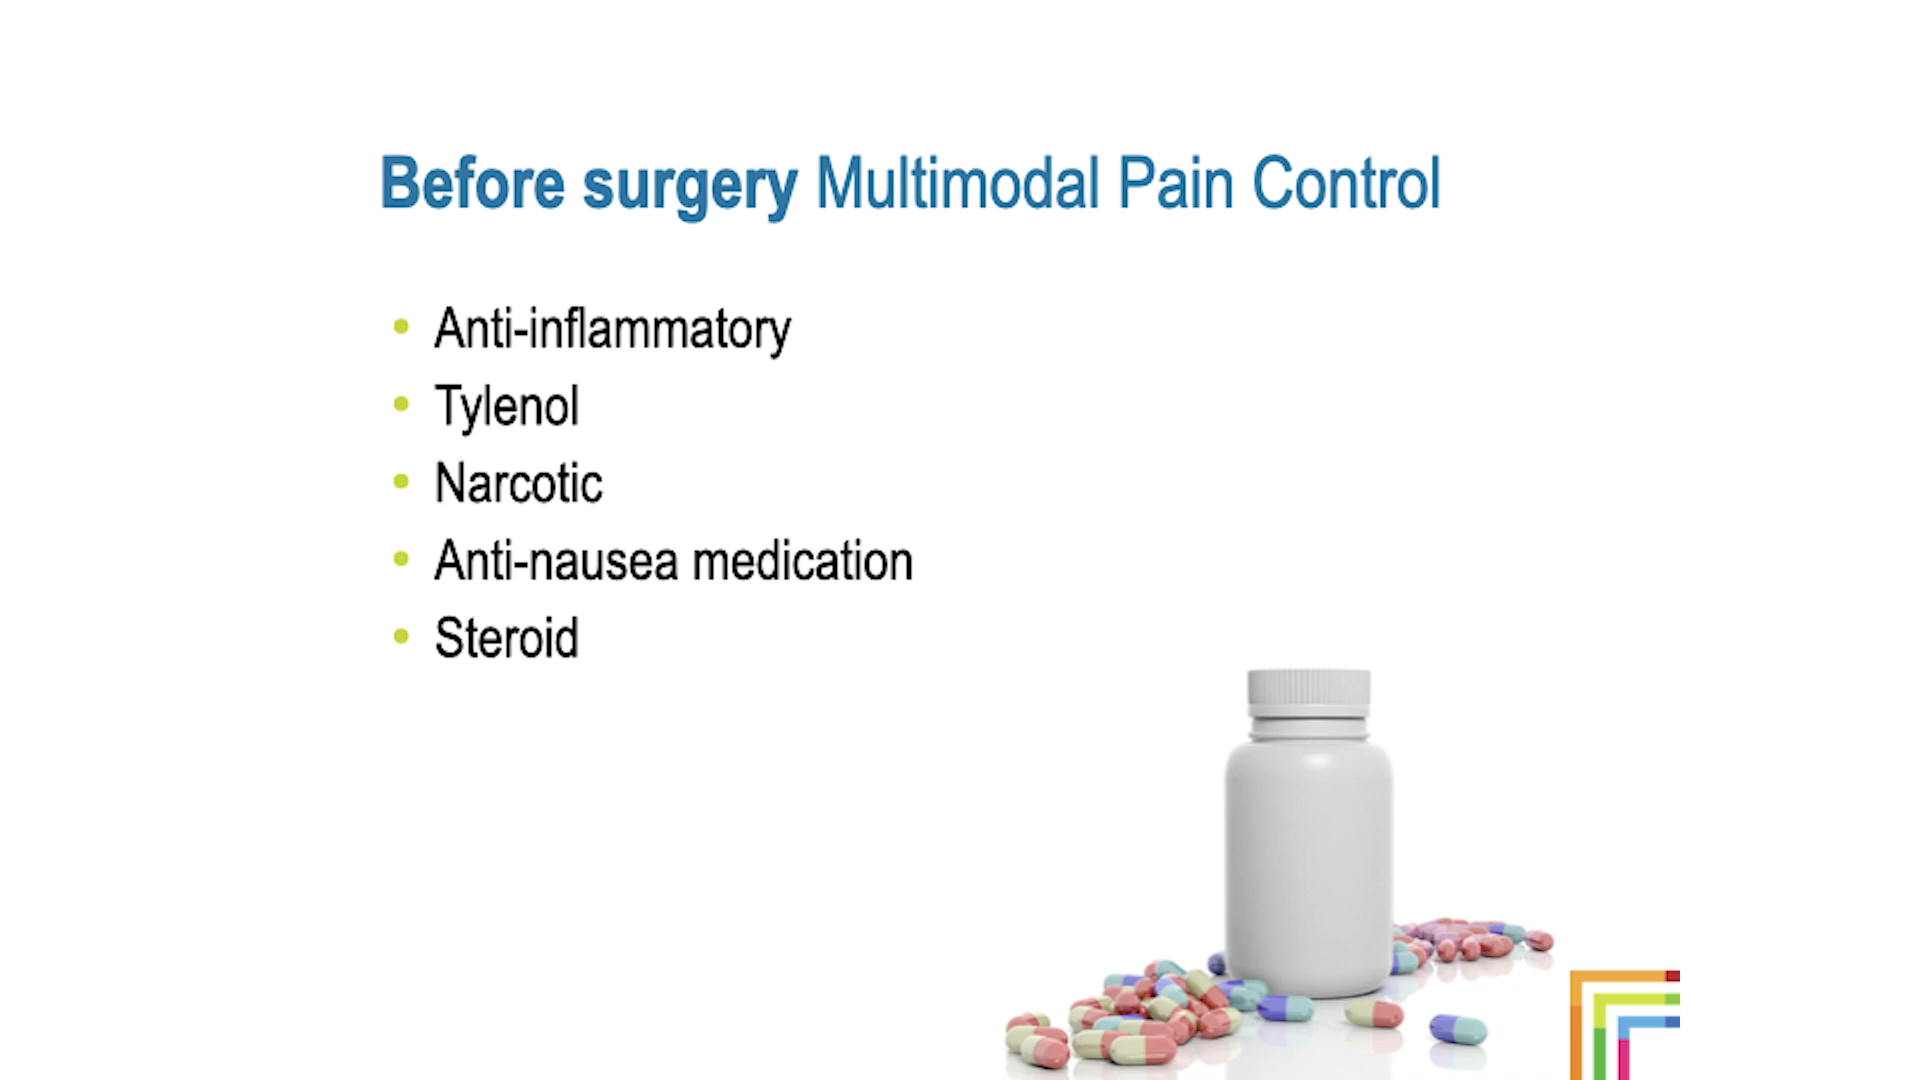 Before surgery Multimodal Pain Control
• Anti-inflammatory
• Tylenol
• Narcotic
• Anti-nausea medication
• Steroid